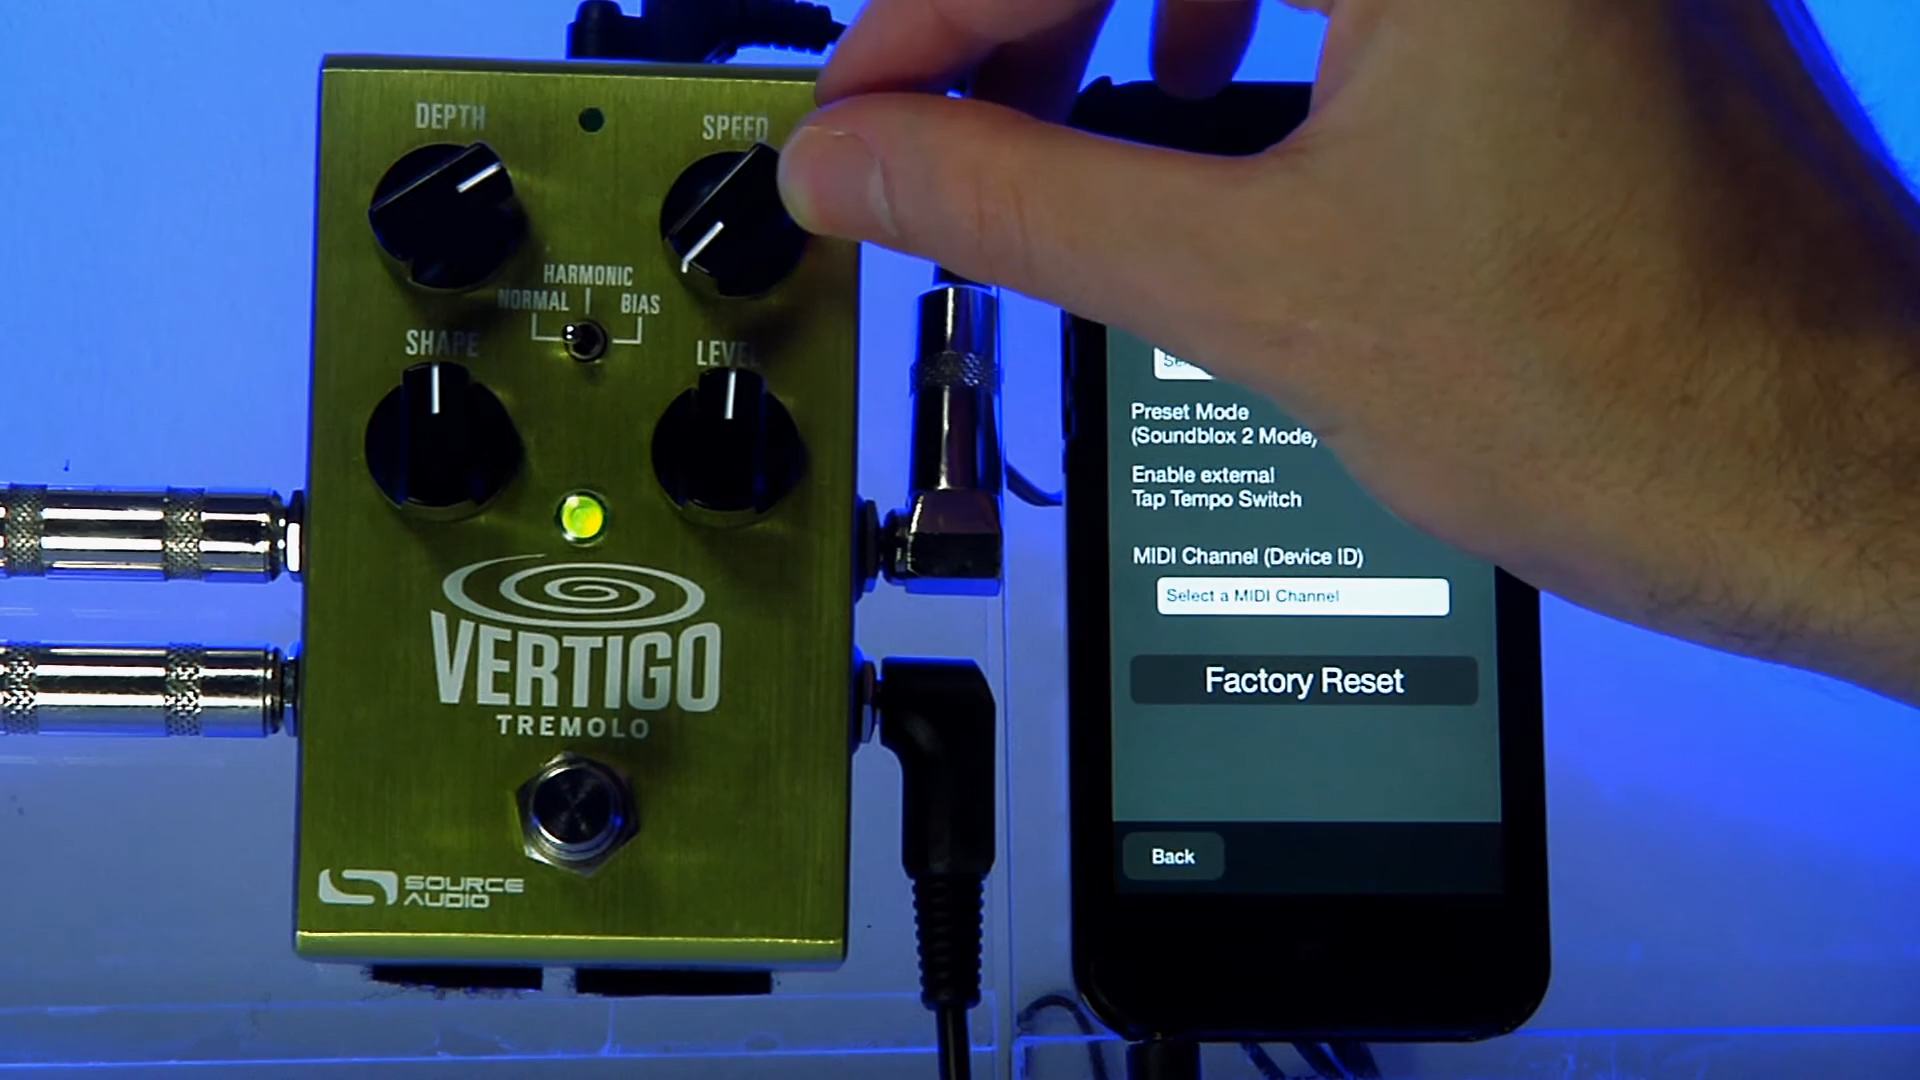 DEPTH
SPEED
HARMONIC
NORMAL
BIAS
SHAPE
LEVEL
VERTIGO
TREMOLO
SOURCE
AUDIO
Preset Mode
(Soundblox 2 Mode)
Enable external
Tap Tempo Switch
MIDI Channel (Device ID)
Select a MIDI Channel
Factory Reset
Back